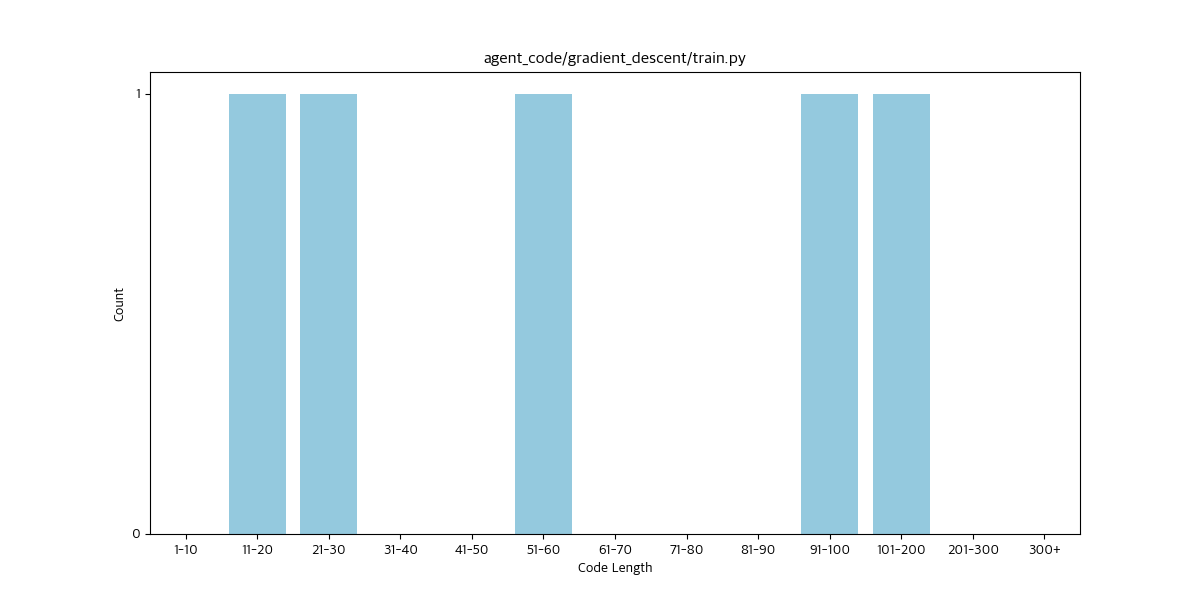 agent_code/gradient_descent/train.py
1
Count
0
1-10 11-20 21-30 31-40 41-50 51-60 61-70 71-80 81-90 91-100 101-200 201-300 300+
Code Length